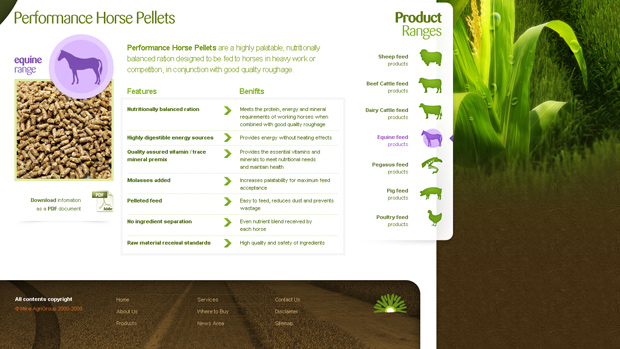 Performance Horse Pellets
equine
range
Performance Horse Pellets are a highly palatable, nutritionally
balanced ration designed to be fed to horses in heavy work or
competition, in conjunction with good quality roughage.
Features
Benifits
Nutritionally balanced ration
Meets the protein, energy and mineral
requirements of working horses when
combined with good quality roughage
Highly digestible energy sources
Provides energy without heating effects
Quality assured vitamin / trace
mineral premix
Provides the essential vitamins and
minerals to meet nutritional needs
and maintain health
Molasses added
Increases palatability for maximum feed
acceptance
Pelleted feed
Easy to feed, reduces dust and prevents
wastage
No ingredient separation
Even nutrient blend received by
each horse
Raw material receival standards
High quality and safety of ingredients
Download infomation
as a PDF document
PDF
Adobe
Product
Ranges
Sheep feed
products
Beef Cattle feed
products
Dairy Cattle feed
products
Equine feed
products
Pegasus feed
products
Pig feed
products
Poultry feed
products
All contents copyright
AgriGroup 2000-2009
Home
About Us
Products
Services
Where to Buy
News Area
Contact Us
Disclaimer
Sitemap